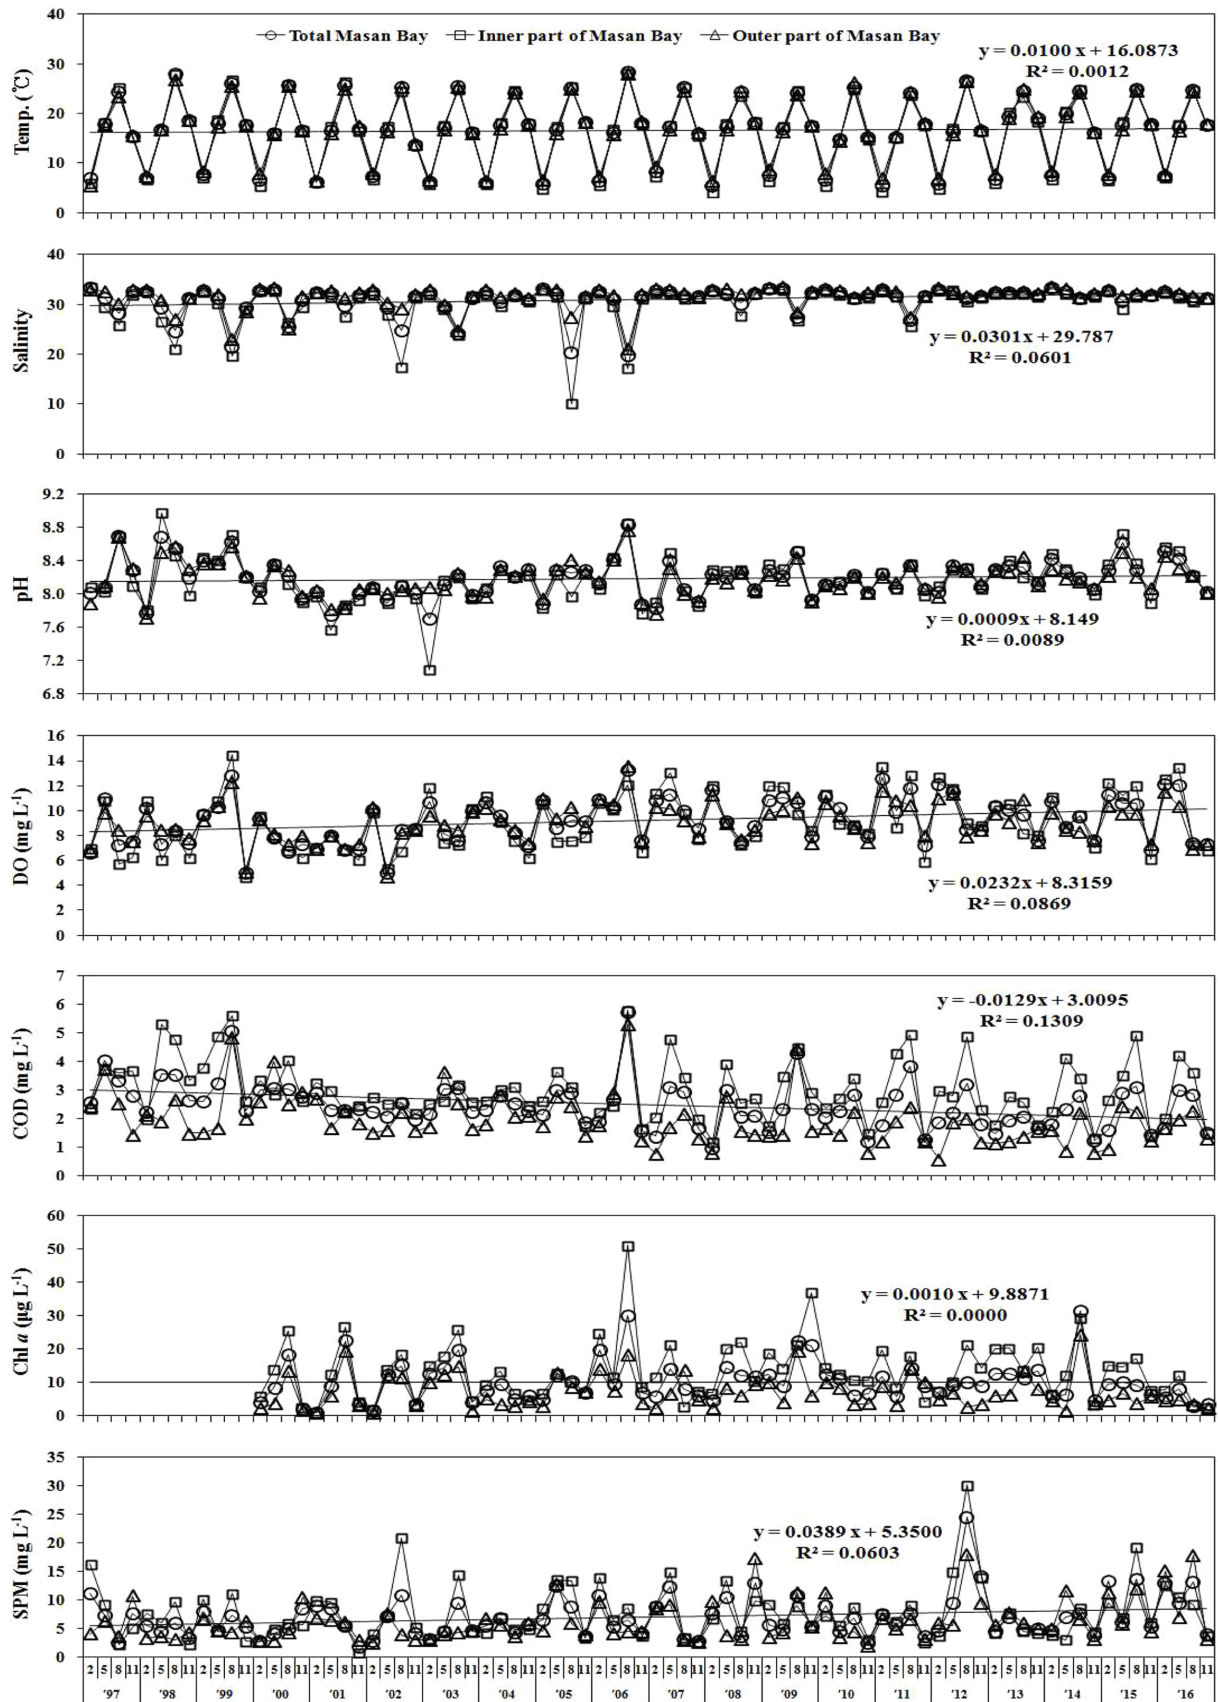 40
Total Masan Bay Inner part of Masan Bay Outer part of Masan Bay
y = 0.0100 x + 16.0873
R² = 0.0012
30
20
10
0
Temp. (℃)
40
30
20
10
0
Salinity
y = 0.0301x + 29.787
R² = 0.0601
9.2
8.8
8.4
8.0
7.6
7.2
6.8
pH
y = 0.0009x + 8.149
R² = 0.0089
16
14
12
10
8
6
4
2
0
DO (mg L-1)
y = 0.0232x + 8.3159
R² = 0.0869
7
6
5
4
3
2
1
0
COD (mg L-1)
y = -0.0129x + 3.0095
R² = 0.1309
60
50
40
30
20
10
0
Chl a (μg L-1)
y = 0.0010 x + 9.8871
R² = 0.0000
35
30
25
20
15
10
5
0
SPM (mg L-1)
y = 0.0389 x + 5.3500
R² = 0.0603
2 5 8 11 2 5 8 11 2 5 8 11 2 5 8 11 2 5 8 11 2 5 8 11 2 5 8 11 2 5 8 11 2 5 8 11 2 5 8 11 2 5 8 11 2 5 8 11 2 5 8 11 2 5 8 11 2 5 8 11 2 5 8 11 2 5 8 11 2 5 8 11 2 5 8 11 2 5 8 11
'97 '98 '99 '00 '01 '02 '03 '04 '05 '06 '07 '08 '09 '10 '11 '12 '13 '14 '15 '16